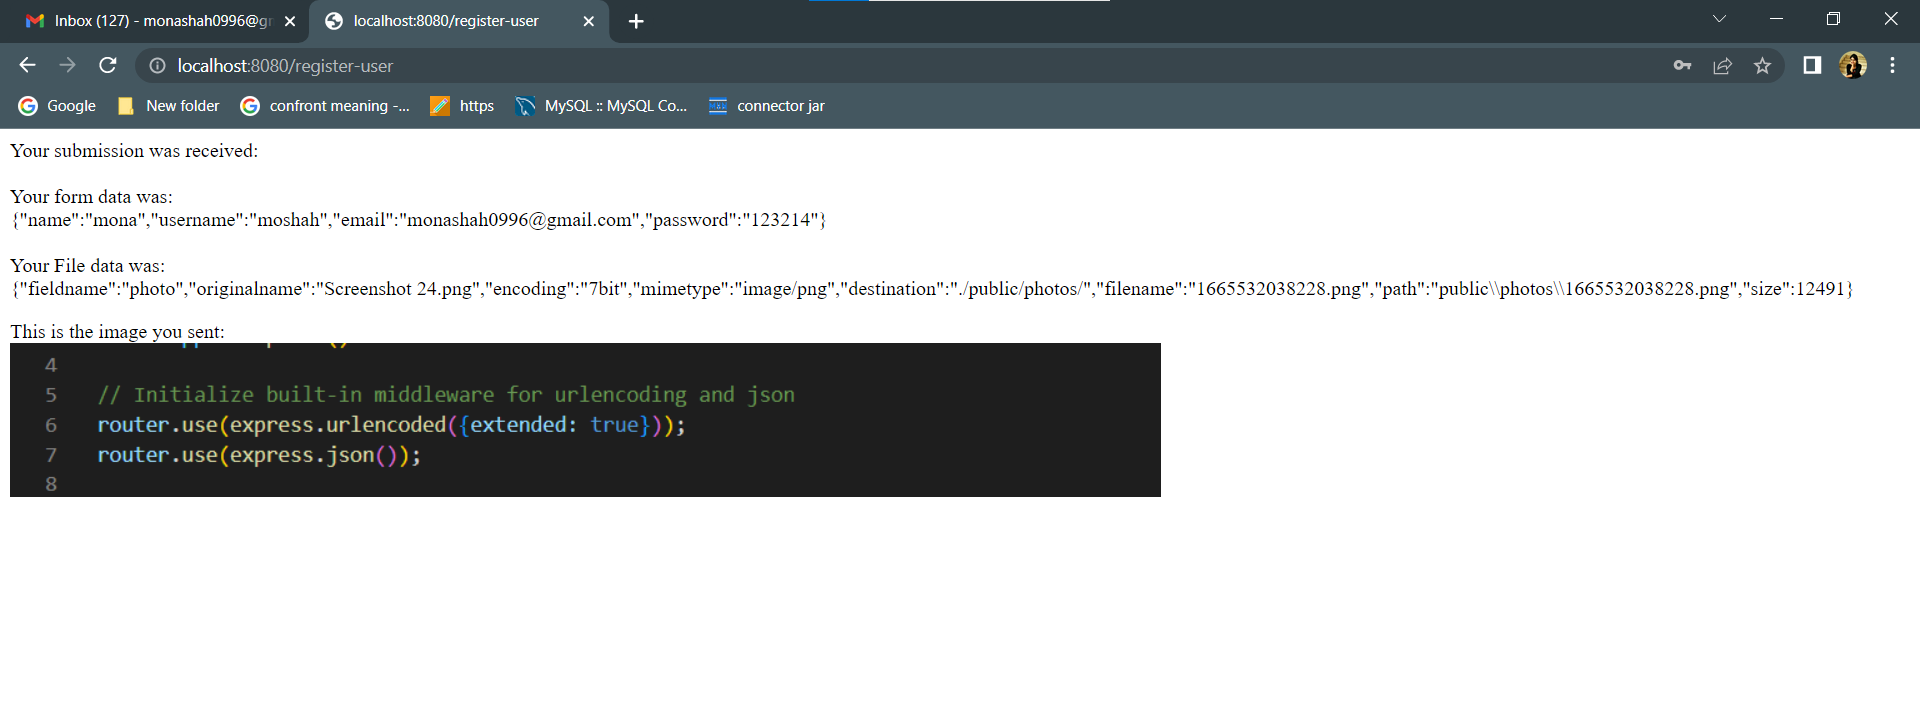 Inbox (127) - monashah0996@gr
localhost:8080/register-user
localhost:8080/register-user
Google New folder confront meaning -... https MySQL :: MySQL Co... connector jar
Your submission was received:
Your form data was:
{"name":"mona","username":"moshah","email":"monashah0996@gmail.com","password":"123214"}
Your File data was:
{"fieldname":"photo","originalname":"Screenshot 24.png","encoding":"7bit","mimetype":"image/png","destination":"./public/photos/","filename":"1665532038228.png","path":"public\\photos\\1665532038228.png","size":12491}
This is the image you sent:
4
5 // Initialize built-in middleware for urlencoding and json
6 router.use(express.urlencoded({extended: true}));
7 router.use(express.json());
8